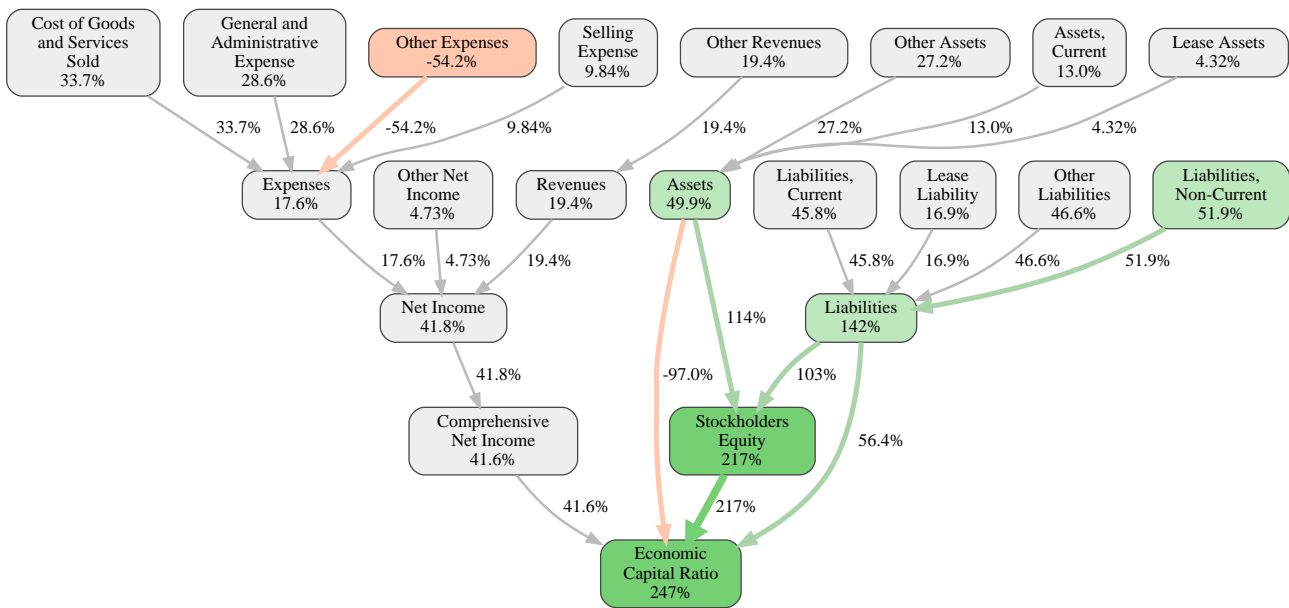 Cost of Goods
and Services
Sold
33.7%
General and
Administrative
Expense
28.6%
Other Expenses
-54.2%
Selling
Expense
9.84%
Other Revenues
19.4%
Other Assets
27.2%
Assets,
Current
13.0%
Lease Assets
4.32%
33.7%
28.6%
-54.2%
9.84%
19.4%
27.2%
13.0%
4.32%
Expenses
17.6%
Other Net
Income
4.73%
Revenues
19.4%
Assets
49.9%
Liabilities,
Current
45.8%
Lease
Liability
16.9%
Other
Liabilities
46.6%
Liabilities,
Non-Current
51.9%
17.6%
4.73%
19.4%
45.8%
16.9%
46.6%
51.9%
Net Income
41.8%
114%
Liabilities
142%
41.8%
-97.0%
103%
Comprehensive
Net Income
41.6%
Stockholders
Equity
217%
56.4%
41.6%
217%
Economic
Capital Ratio
247%